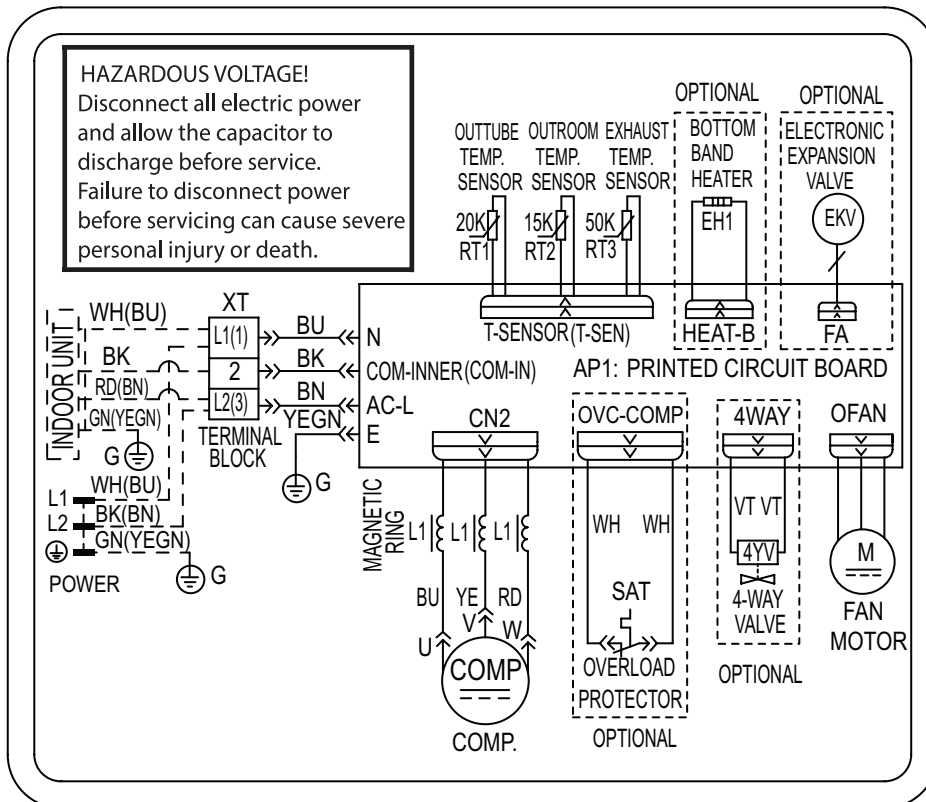 HAZARDOUS VOLTAGE!
Disconnect all electric power
and allow the capacitor to
discharge before service.
Failure to disconnect power
before servicing can cause severe
personal injury or death.
OPTIONAL
OPTIONAL
OUTTUBE
TEMP.
SENSOR
OUTROOM
TEMP.
SENSOR
EXHAUST
TEMP.
SENSOR
BOTTOM
BAND
HEATER
ELECTRONIC
EXPANSION
VALVE
20K
RT1
15K
RT2
50K
RT3
EH1
EKV
T-SENSOR(T-SEN)
HEAT-B
FA
INDOOR UNIT
WH(BU)
BK
RD(BN)
GN(YEGN)
G
XT
L1(1)
2
L2(3)
TERMINAL
BLOCK
BU
BK
BN
YEGN
G
N
COM-INNER(COM-IN)
AC-L
E
AP1: PRINTED CIRCUIT BOARD
L1
L2
WH(BU)
BK(BN)
GN(YEGN)
POWER
G
CN2
OVC-COMP
4WAY
OFAN
MAGNETIC
RING
L1
L1
L1
BU
YE
RD
U
V
W
COMP
COMP.
WH
WH
SAT
OVERLOAD
PROTECTOR
OPTIONAL
VT VT
4YV
4-WAY
VALVE
OPTIONAL
M
FAN
MOTOR